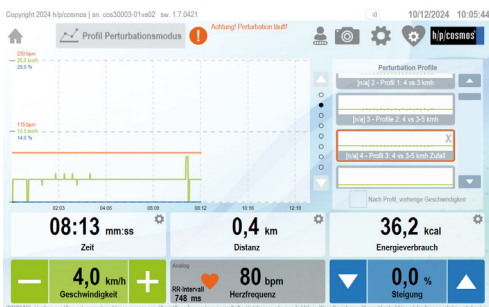 Copyright 2024 h/p/cosmos | sn. cos30003-01va02 sw: 1.7.0421
10/12/2024 10:05:44
Profil Perturbationsmodus
Achtung! Perturbation läuft!
h/p/cosmos
230 bpm
25,0 km/h
28,0 %
115 bpm
12,5 km/h
14,0 %
02:03 04:06 06:09 08:12 10:15 12:18
Perturbation Profile
[n/a] 2 - Profil 1: 4 vs 3 kmh
[n/a] 3 - Profile 2: 4 vs 3-5 kmh
X
[n/a] 4 - Profil 3: 4 vs 3-5 kmh Zufall
Nach Profil, vorherige Geschwindigkeit
08:13 mm:ss
Zeit
0,4 km
Distanz
36,2 kcal
Energieverbrauch
4,0 km/h
Geschwindigkeit
Analog
RR-Intervall
748 ms
80 bpm
Herzfrequenz
0,0 %
Steigung